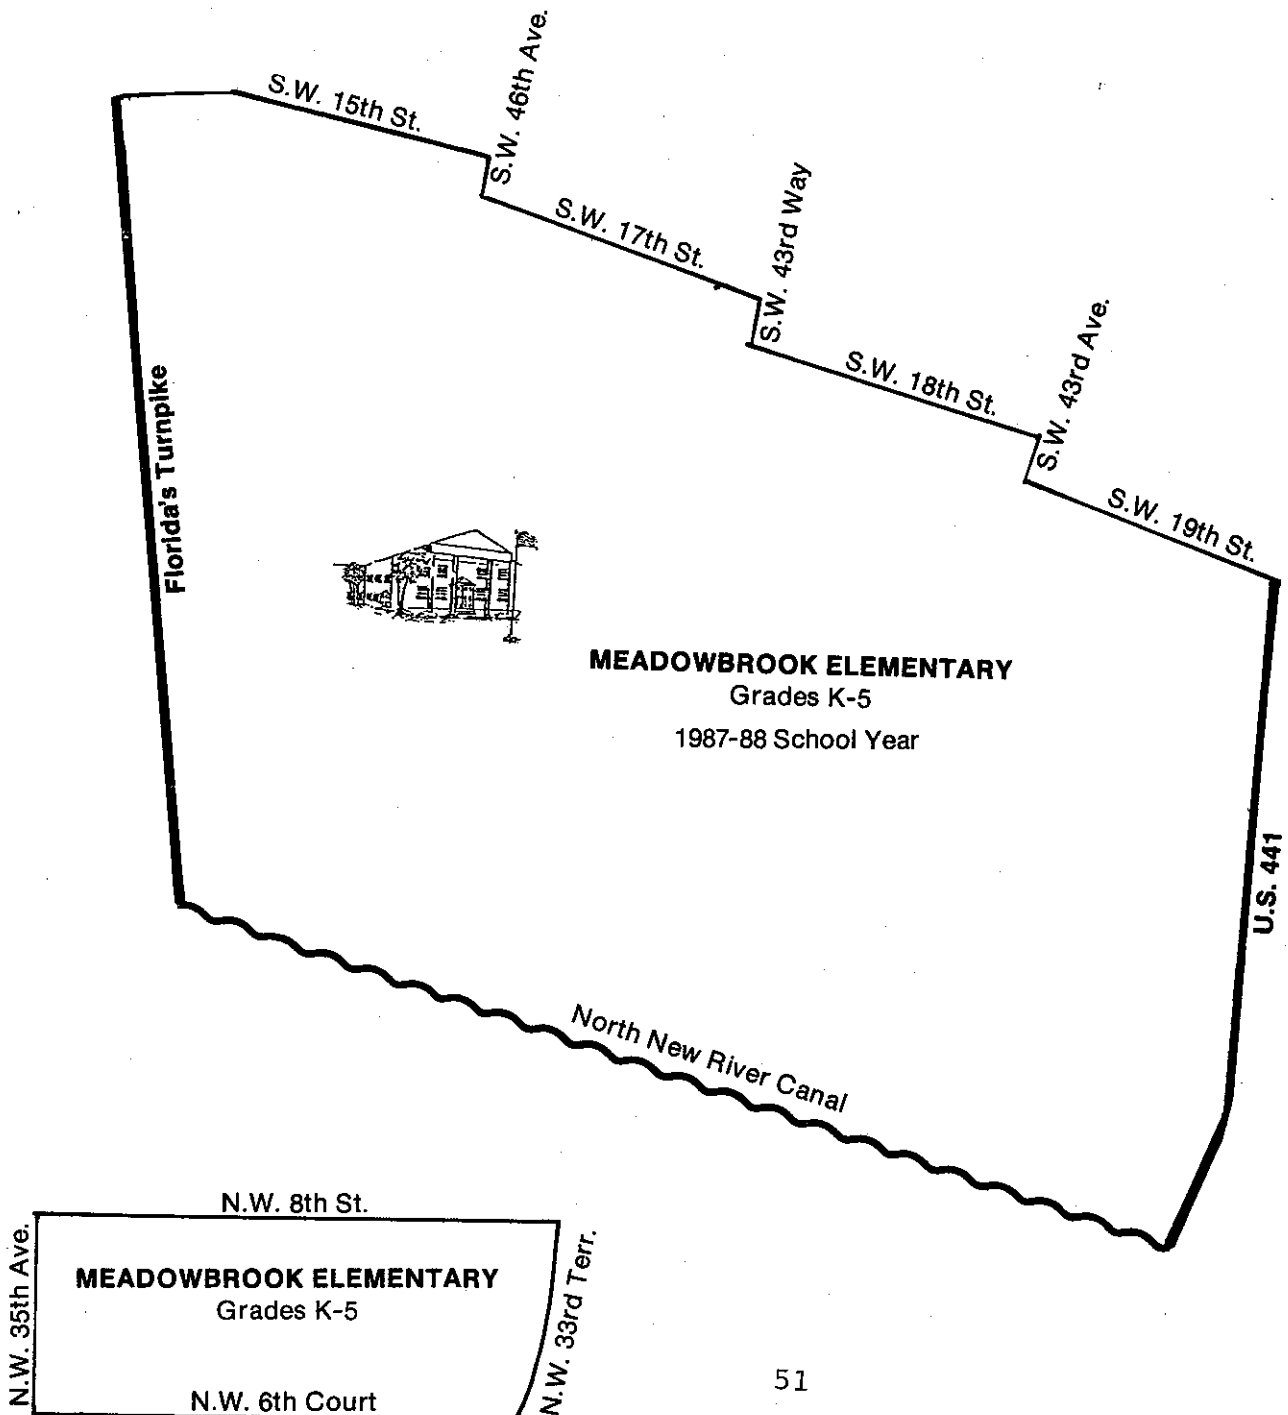 S.W. 15th St.
S.W. 46th Ave.
S.W. 17th St.
S.W. 43rd Way
S.W. 18th St.
S.W. 43rd Ave.
S.W. 19th St.
Florida's Turnpike
MEADOWBROOK ELEMENTARY
Grades K-5
1987-88 School Year
U.S. 441
North New River Canal
N.W. 8th St.
N.W. 35th Ave.
MEADOWBROOK ELEMENTARY
Grades K-5
N.W. 33rd Terr.
N.W. 6th Court
51